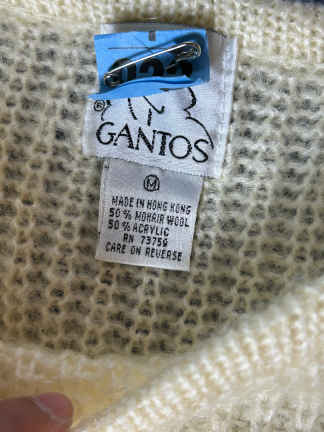 ®
GANTOS
M
MADE IN HONG KONG
50% MOHAIR WOOL
50% ACRYLIC
RN 73759
CARE ON REVERSE